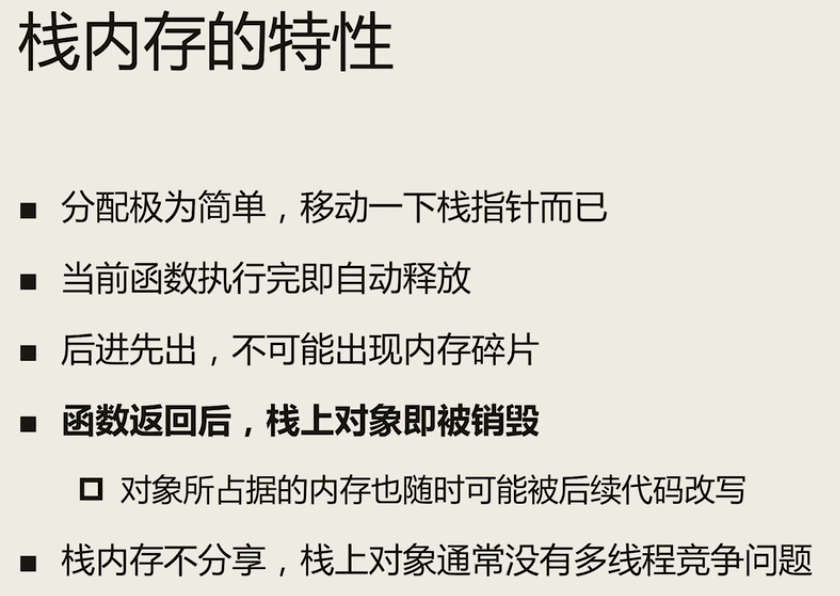 栈内存的特性
■ 分配极为简单，移动一下栈指针而已
■ 当前函数执行完即自动释放
■ 后进先出，不可能出现内存碎片
■ 函数返回后，栈上对象即被销毁
□ 对象所占据的内存也随时可能被后续代码改写
■ 栈内存不分享，栈上对象通常没有多线程竞争问题